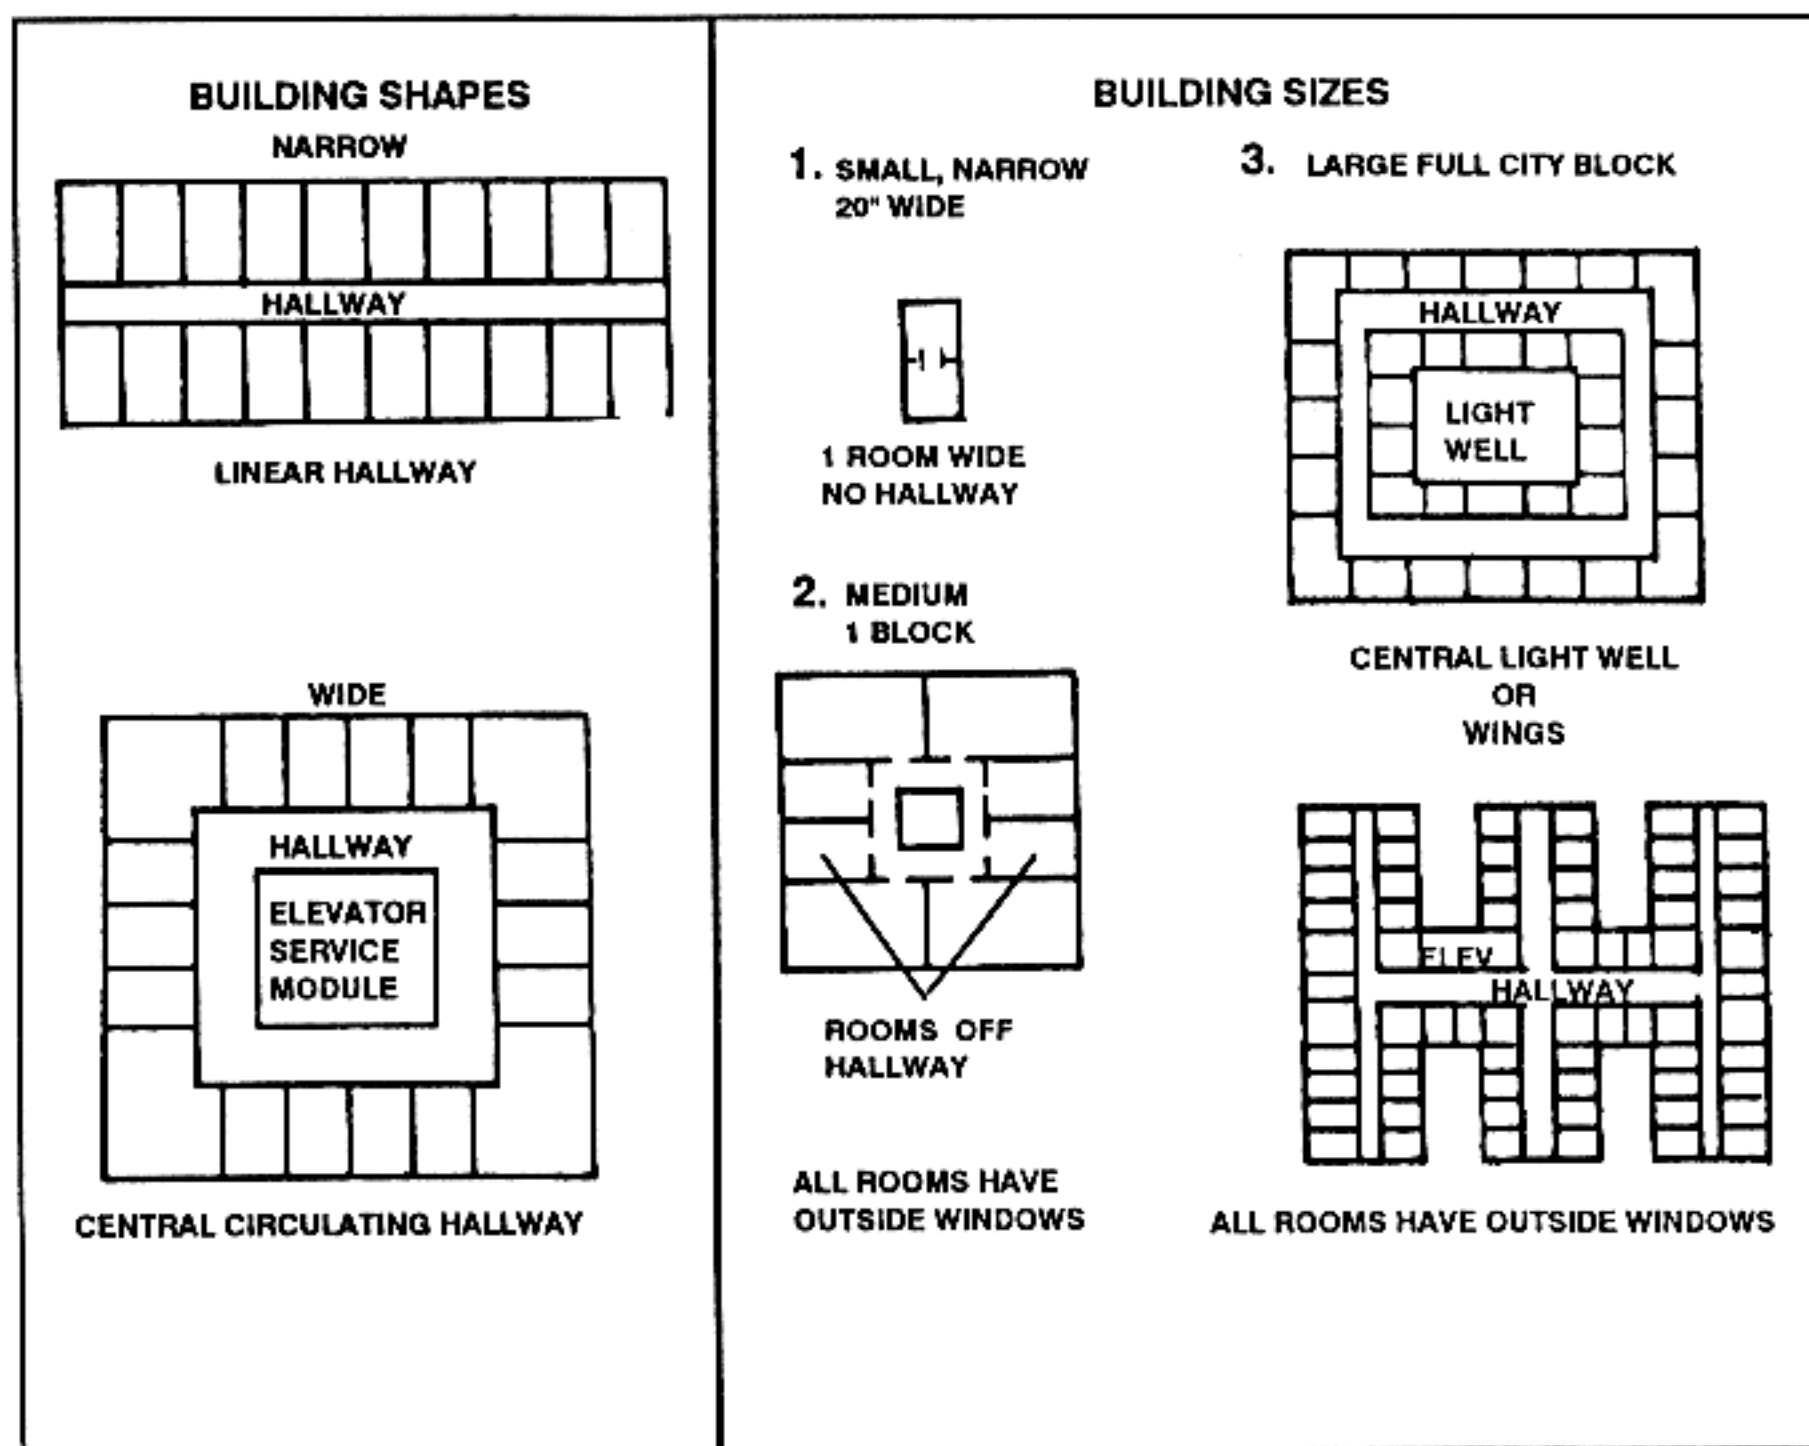 BUILDING SHAPES
NARROW
HALLWAY
LINEAR HALLWAY
WIDE
HALLWAY
ELEVATOR
SERVICE
MODULE
CENTRAL CIRCULATING HALLWAY
BUILDING SIZES
1. SMALL, NARROW
20" WIDE
1 ROOM WIDE
NO HALLWAY
2. MEDIUM
1 BLOCK
ROOMS OFF
HALLWAY
ALL ROOMS HAVE
OUTSIDE WINDOWS
3. LARGE FULL CITY BLOCK
HALLWAY
LIGHT
WELL
CENTRAL LIGHT WELL
OR
WINGS
ELEV
HALLWAY
ALL ROOMS HAVE OUTSIDE WINDOWS